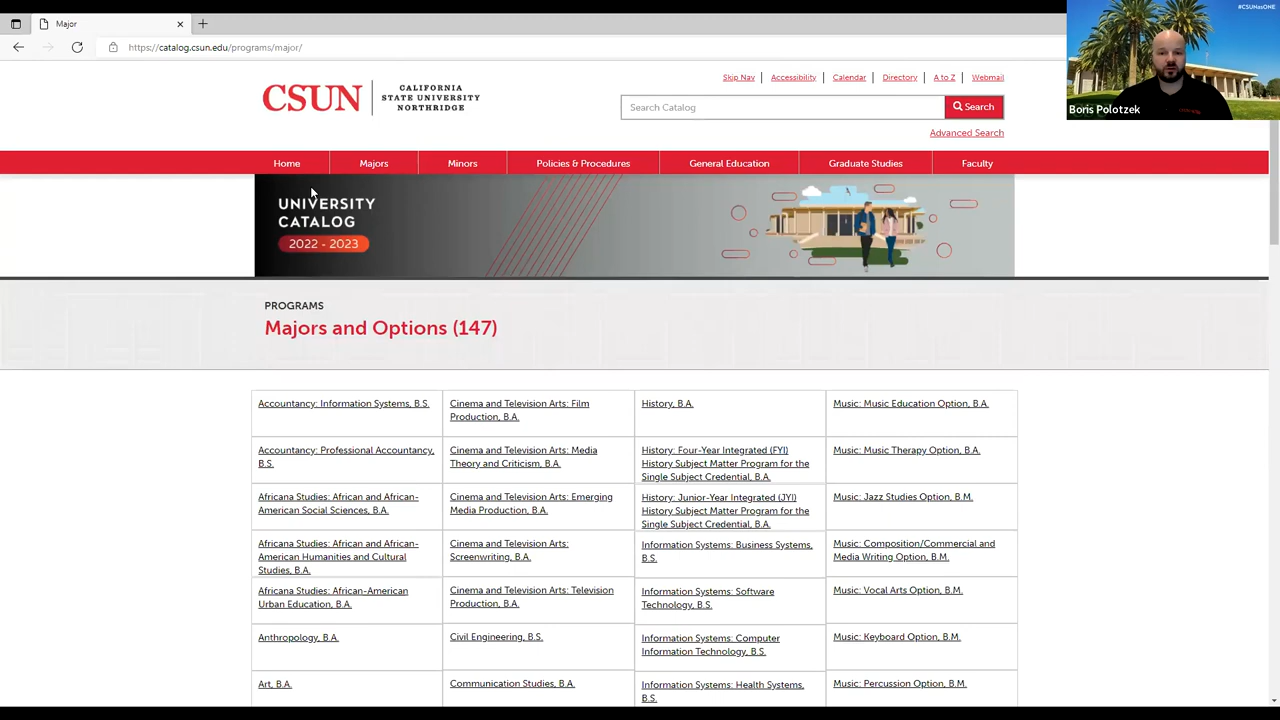 Major
#CSUNasONE
https://catalog.csun.edu/programs/major/
Boris Polotzek
Skip Nav
Accessibility
Calendar
Directory
A to Z
Webmail
CSUN
CALIFORNIA
STATE UNIVERSITY
NORTHRIDGE
Search Catalog
Search
Advanced Search
Home
Majors
Minors
Policies & Procedures
General Education
Graduate Studies
Faculty
UNIVERSITY
CATALOG
2022 - 2023
PROGRAMS
Majors and Options (147)
Accountancy: Information Systems, B.S.
Cinema and Television Arts: Film
Production, B.A.
History, B.A.
Music: Music Education Option, B.A.
Accountancy: Professional Accountancy,
B.S.
Cinema and Television Arts: Media
Theory and Criticism, B.A.
History: Four-Year Integrated (FYI)
History Subject Matter Program for the
Single Subject Credential, B.A.
Music: Music Therapy Option, B.A.
Africana Studies: African and African-
American Social Sciences, B.A.
Cinema and Television Arts: Emerging
Media Production, B.A.
History: Junior-Year Integrated (JYI)
History Subject Matter Program for the
Single Subject Credential, B.A.
Music: Jazz Studies Option, B.M.
Africana Studies: African and African-
American Humanities and Cultural
Studies, B.A.
Cinema and Television Arts:
Screenwriting, B.A.
Information Systems: Business Systems,
B.S.
Music: Composition/Commercial and
Media Writing Option, B.M.
Africana Studies: African-American
Urban Education, B.A.
Cinema and Television Arts: Television
Production, B.A.
Information Systems: Software
Technology, B.S.
Music: Vocal Arts Option, B.M.
Anthropology, B.A.
Civil Engineering, B.S.
Information Systems: Computer
Information Technology, B.S.
Music: Keyboard Option, B.M.
Art, B.A.
Communication Studies, B.A.
Information Systems: Health Systems,
B.S.
Music: Percussion Option, B.M.